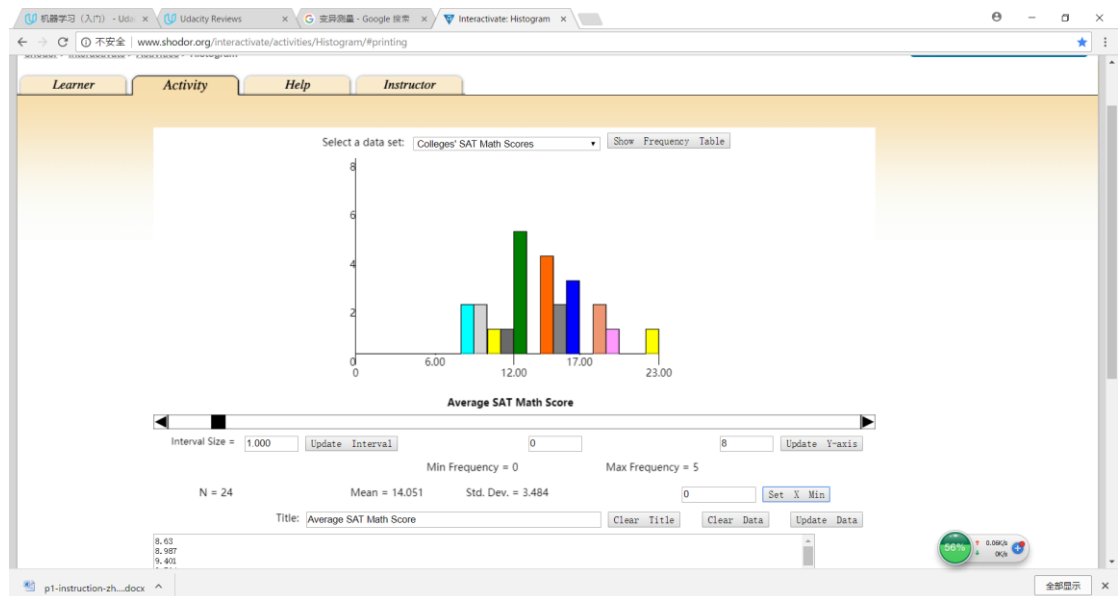 机器学习（入门） - Uda
Udacity Reviews
变异测量 - Google 搜索
Interactivate: Histogram
不安全 | www.shodor.org/interactivate/activities/Histogram/#printing
Learner
Activity
Help
Instructor
Select a data set: Colleges' SAT Math Scores Show Frequency Table
8
6
4
2
0
0 6.00 12.00 17.00 23.00
Average SAT Math Score
Interval Size = 1.000 Update Interval 0 8 Update Y-axis
Min Frequency = 0 Max Frequency = 5
N = 24 Mean = 14.051 Std. Dev. = 3.484 0 Set X Min
Title: Average SAT Math Score Clear Title Clear Data Update Data
8.63
8.987
9.401
56% 0.06K/s
0K/s
p1-instruction-zh....docx
全部显示